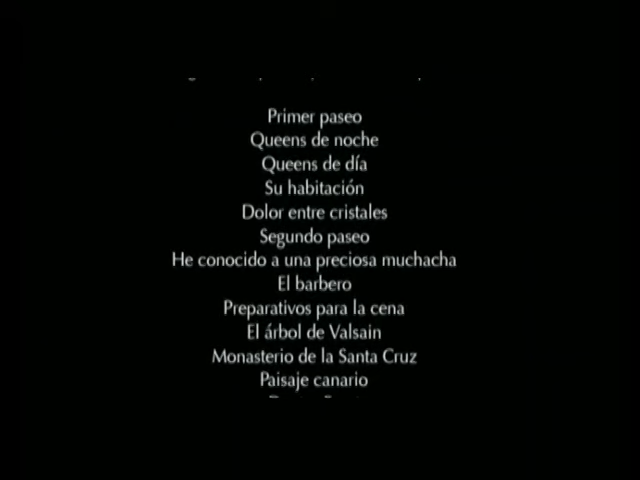 Primer paseo
Queens de noche
Queens de día
Su habitación
Dolor entre cristales
Segundo paseo
He conocido a una preciosa muchacha
El barbero
Preparativos para la cena
El árbol de Valsain
Monasterio de la Santa Cruz
Paisaje canario